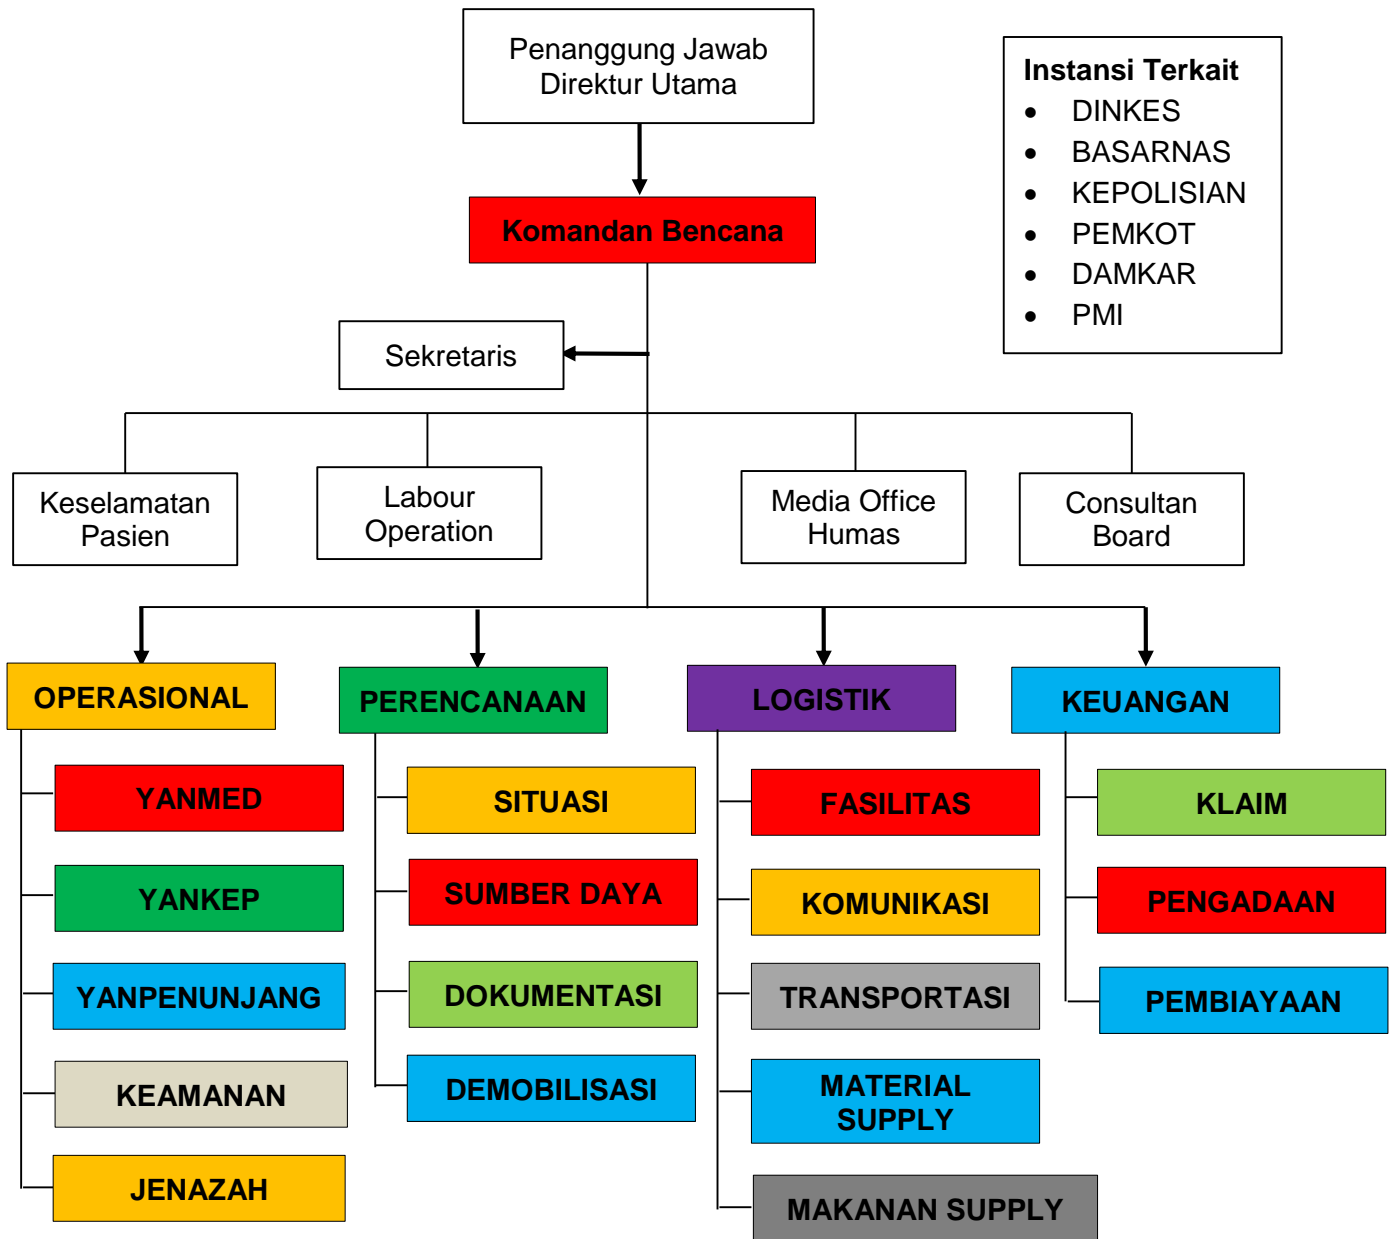 Penanggung Jawab
Direktur Utama
Instansi Terkait
• DINKES
• BASARNAS
• KEPOLISIAN
• PEMKOT
• DAMKAR
• PMI
Komandan Bencana
Sekretaris
Keselamatan
Pasien
Labour
Operation
Media Office
Humas
Consultan
Board
OPERASIONAL
YANMED
YANKEP
YANPENUNJANG
KEAMANAN
JENAZAH
PERENCANAAN
SITUASI
SUMBER DAYA
DOKUMENTASI
DEMOBILISASI
LOGISTIK
FASILITAS
KOMUNIKASI
TRANSPORTASI
MATERIAL
SUPPLY
MAKANAN SUPPLY
KEUANGAN
KLAIM
PENGADAAN
PEMBIAYAAN